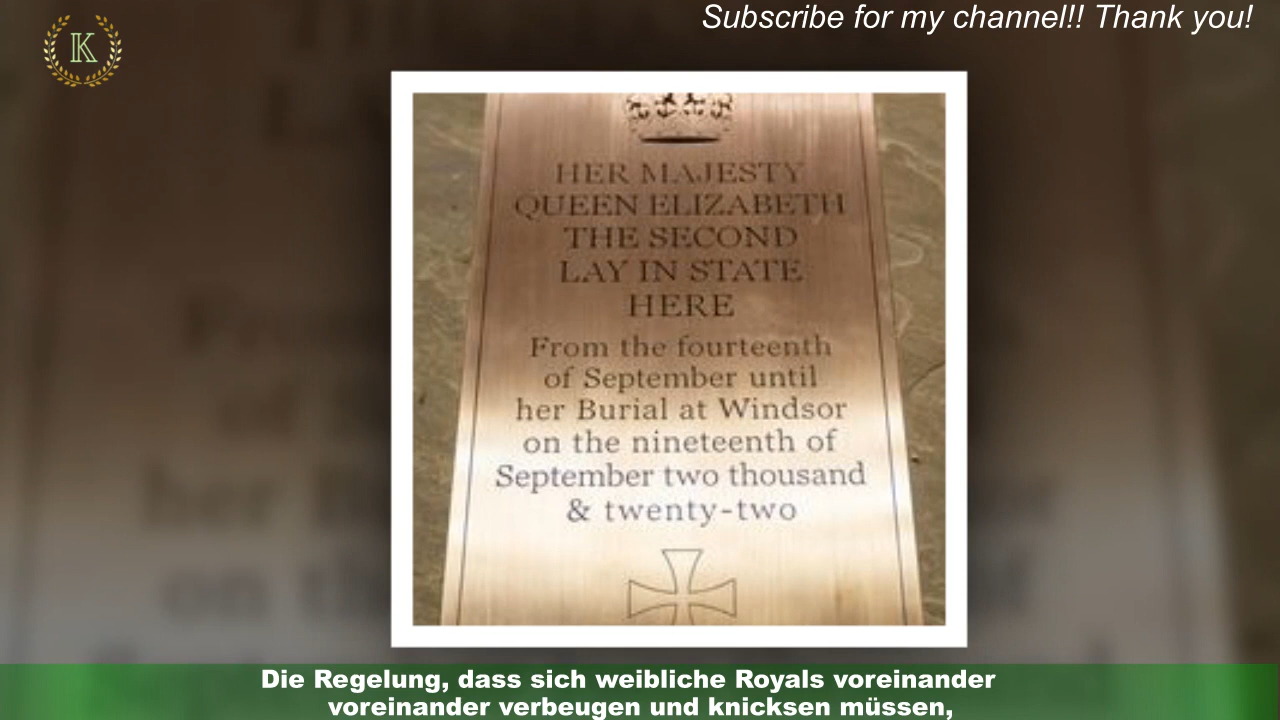 Subscribe for my channel!! Thank you!
K
HER MAJESTY
QUEEN ELIZABETH
THE SECOND
LAY IN STATE
HERE
From the fourteenth
of September until
her Burial at Windsor
on the nineteenth of
September two thousand
& twenty-two
Die Regelung, dass sich weibliche Royals voreinander
voreinander verbeugen und knicksen müssen,